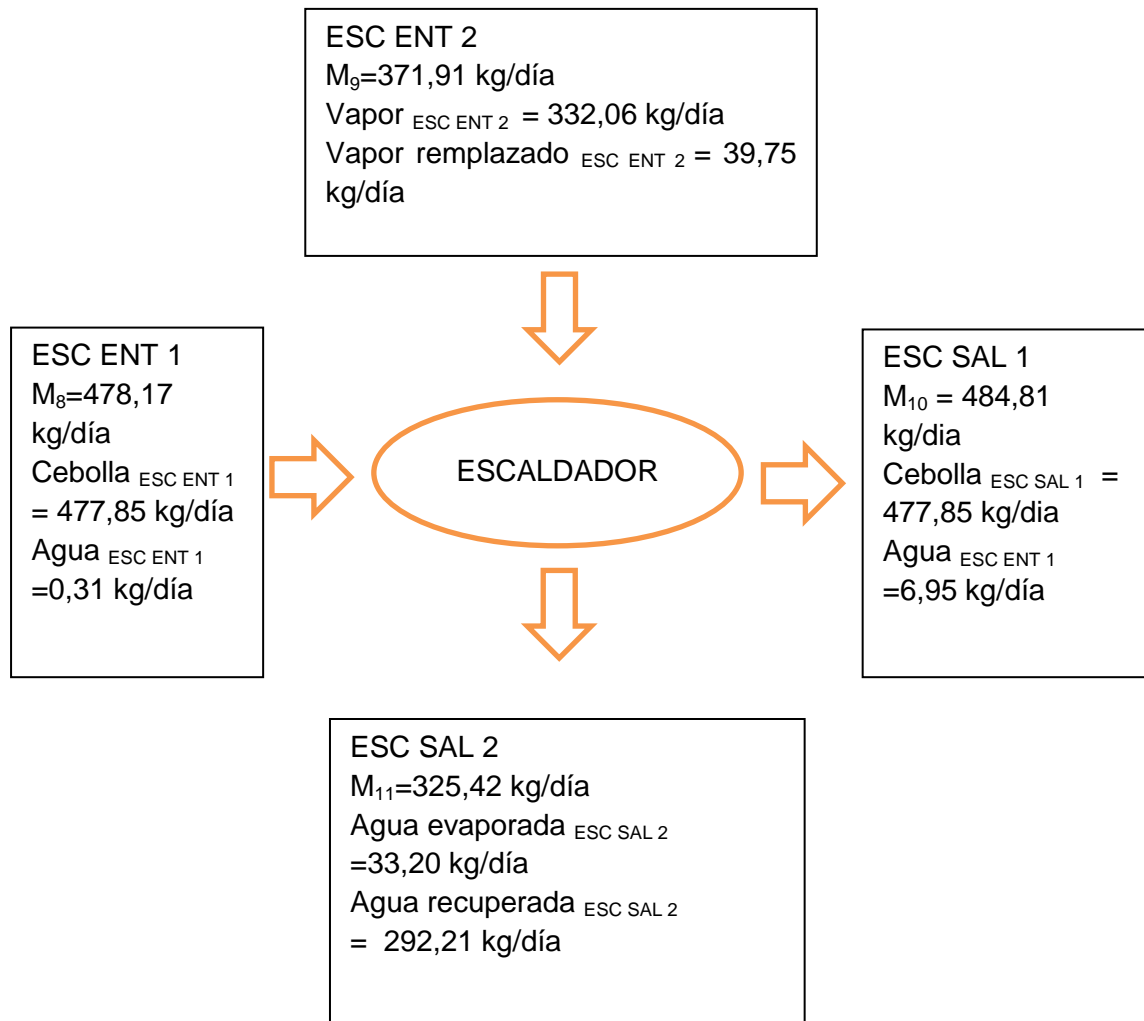 ESC ENT 2
M₉=371,91 kg/día
Vapor ESC ENT 2 = 332,06 kg/día
Vapor remplazado ESC ENT 2 = 39,75
kg/día
ESC ENT 1
M₈=478,17
kg/día
Cebolla ESC ENT 1
= 477,85 kg/día
Agua ESC ENT 1
=0,31 kg/día
ESCALDADOR
ESC SAL 1
M₁₀ = 484,81
kg/dia
Cebolla ESC SAL 1 =
477,85 kg/dia
Agua ESC ENT 1
=6,95 kg/día
ESC SAL 2
M₁₁=325,42 kg/día
Agua evaporada ESC SAL 2
=33,20 kg/día
Agua recuperada ESC SAL 2
= 292,21 kg/día